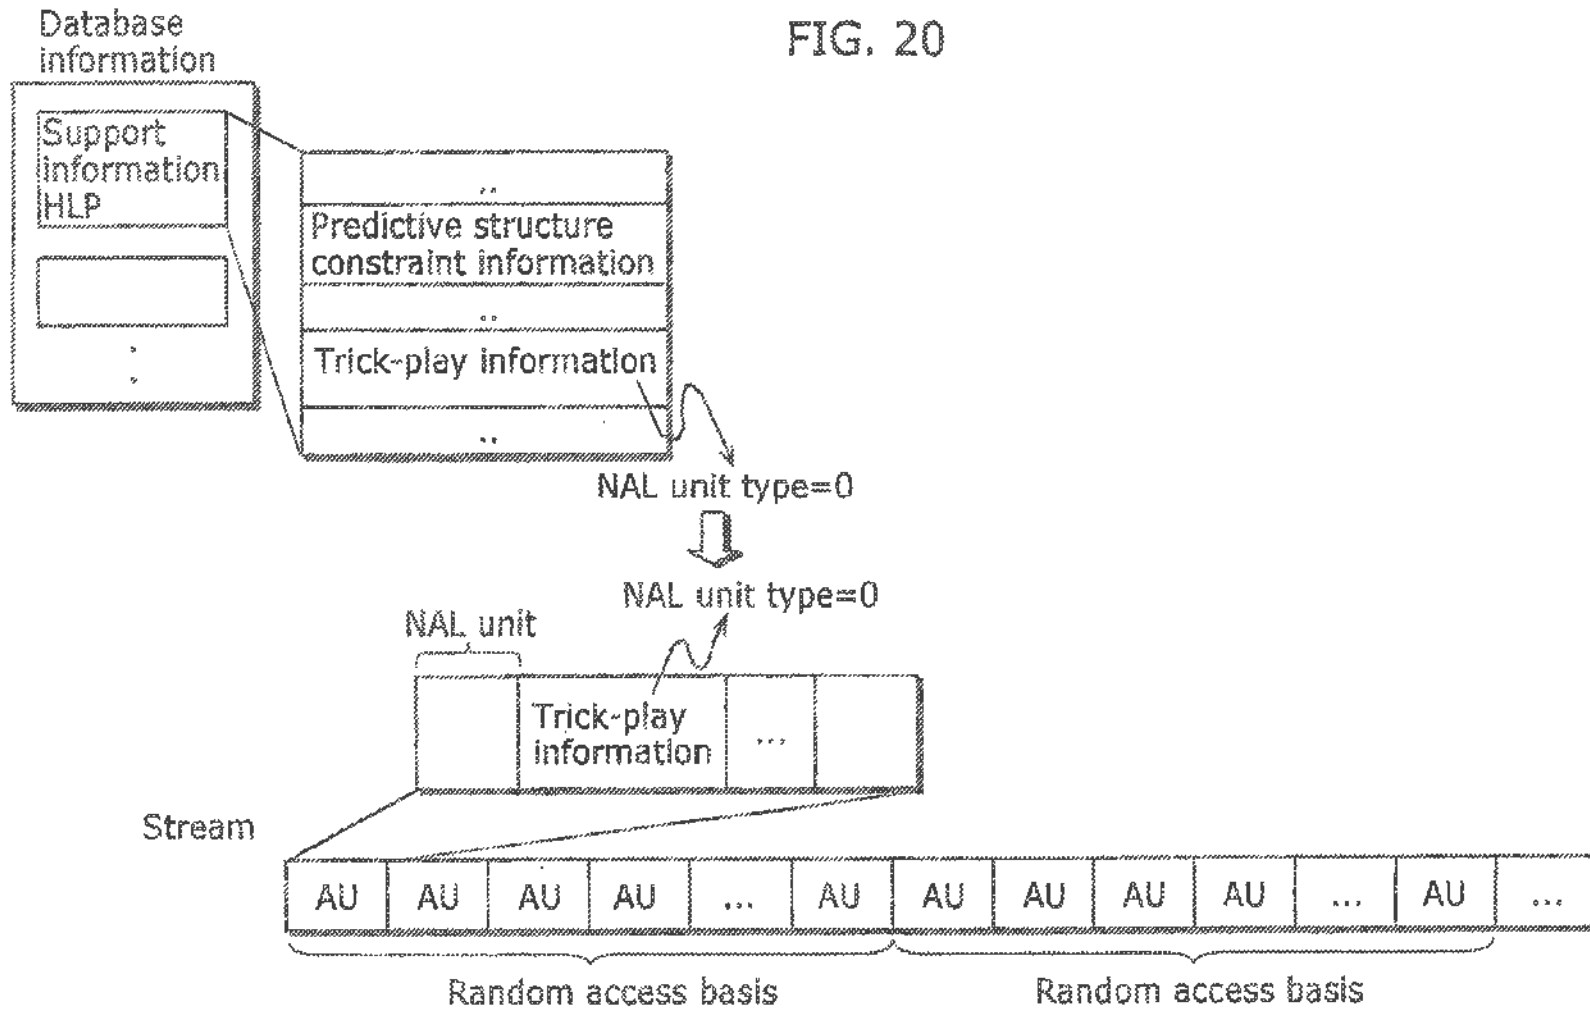 FIG. 20
Database
information
Support
information
HLP
..
Predictive structure
constraint information
..
Trick-play information
..
NAL unit type=0
NAL unit type=0
NAL unit
Trick-play
information
...
Stream
AU AU AU AU ... AU AU AU AU AU ... AU ...
Random access basis Random access basis